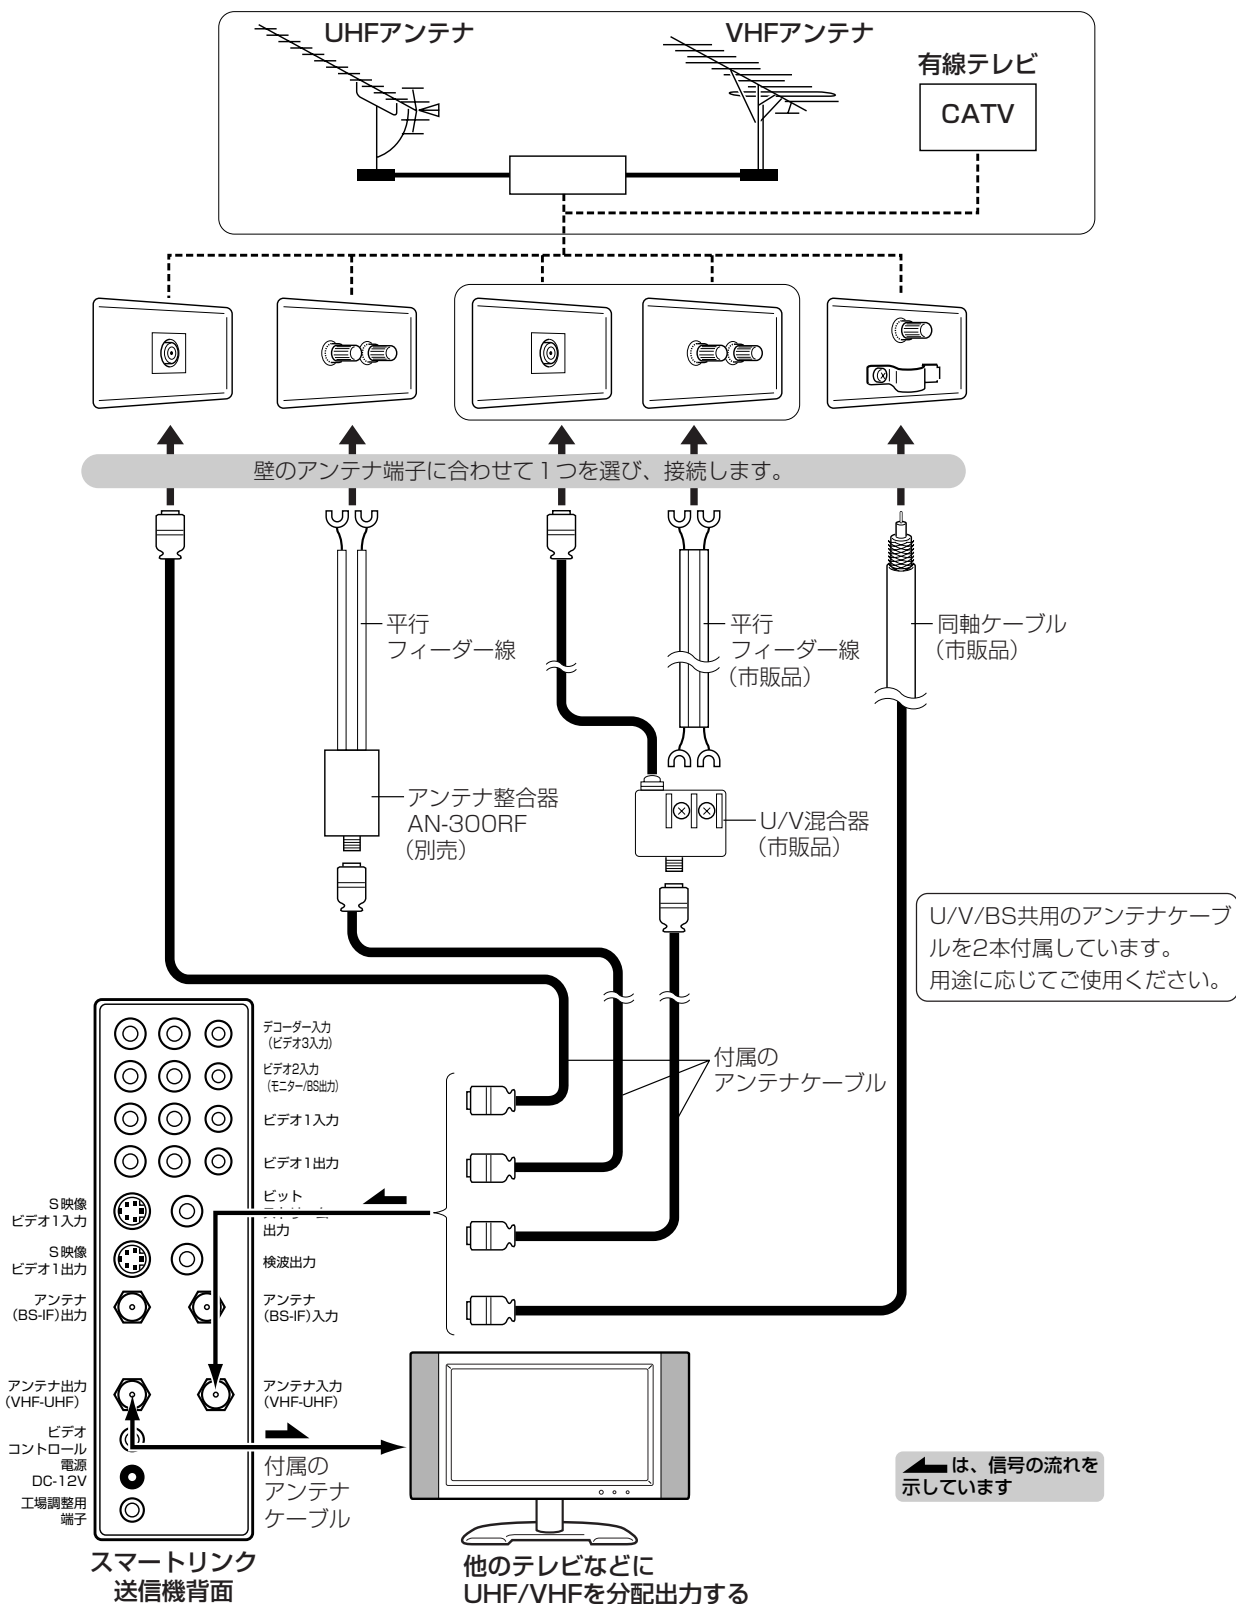 UHFアンテナ
VHFアンテナ
有線テレビ
CATV
壁のアンテナ端子に合わせて1つを選び、接続します。
平行
フィーダー線
平行
フィーダー線
(市販品)
同軸ケーブル
(市販品)
アンテナ整合器
AN-300RF
(別売)
U/V混合器
(市販品)
U/V/BS共用のアンテナケーブ
ルを2本付属しています。
用途に応じてご使用ください。
付属の
アンテナケーブル
デコーダー入力
(ビデオ3入力)
ビデオ2入力
(モニター/BS出力)
ビデオ1入力
ビデオ1出力
S映像
ビデオ1入力
ビット
出力
S映像
ビデオ1出力
検波出力
アンテナ
(BS-IF)出力
アンテナ
(BS-IF)入力
アンテナ出力
(VHF-UHF)
アンテナ入力
(VHF-UHF)
ビデオ
コントロール
電源
DC-12V
工場調整用
端子
付属の
アンテナ
ケーブル
は、信号の流れを
示しています
スマートリンク
送信機背面
他のテレビなどに
UHF/VHFを分配出力する